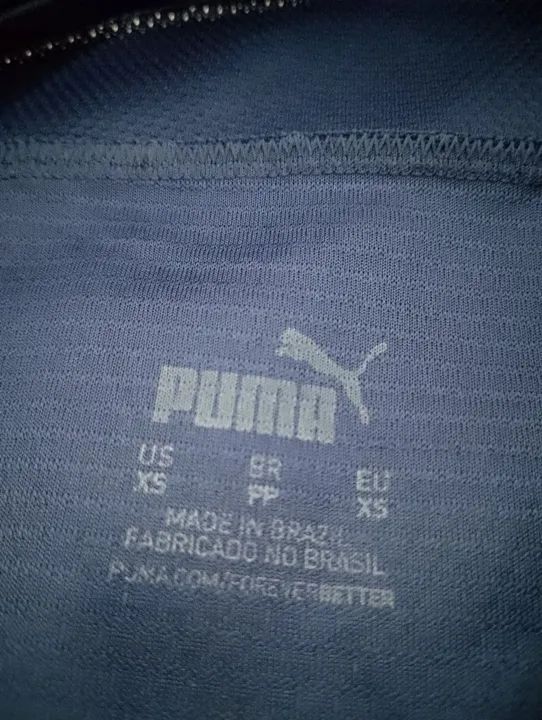 PUMA
US BR EU
XS PP XS
MADE IN BRAZIL
FABRICADO NO BRASIL
PUMA.COM/FOREVERBETTER